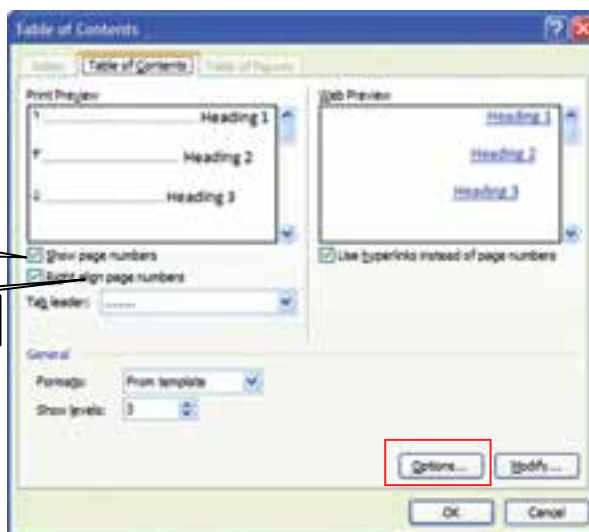 Table of Contents
Index Table of Contents Table of Figures
Print Preview
١ ........ Heading 1
٣ ........ Heading 2
........ Heading 3
Web Preview
Heading 1
Heading 2
Heading 3
Show page numbers
Right align page numbers
Tab leader: .......
Use hyperlinks instead of page numbers
General
Formats: From template
Show levels: 3
Options... Modify...
OK Cancel